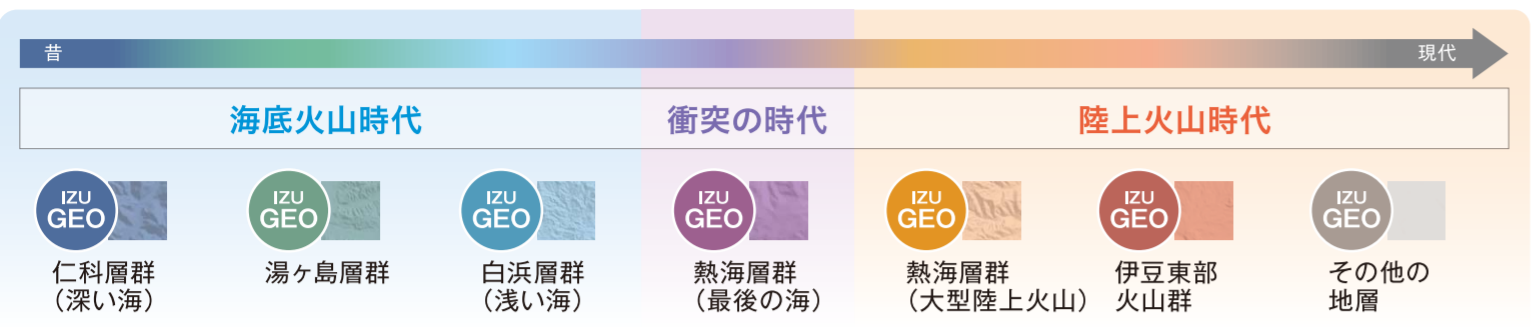 昔
現代
海底火山時代
衝突の時代
陸上火山時代
IZU
GEO
仁科層群
（深い海）
IZU
GEO
湯ヶ島層群
IZU
GEO
白浜層群
（浅い海）
IZU
GEO
熱海層群
（最後の海）
IZU
GEO
熱海層群
（大型陸上火山）
IZU
GEO
伊豆東部
火山群
IZU
GEO
その他の
地層